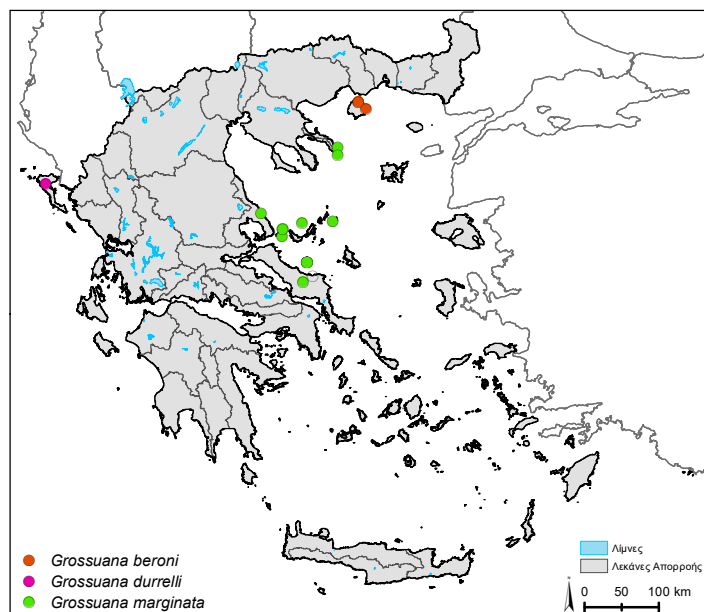 Grossuana beroni
Grossuana durrelli
Grossuana marginata
Λίμνες
Λεκάνες Απορροής
0 50 100 km